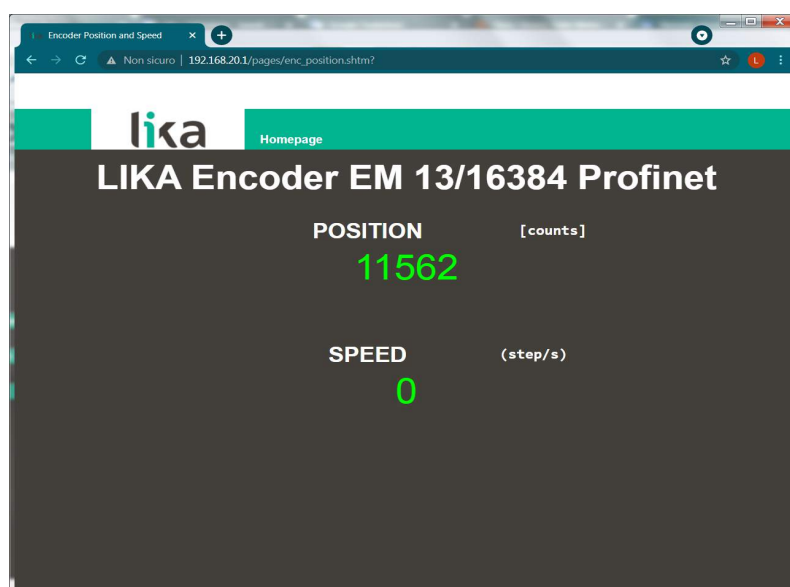 Encoder Position and Speed
Non sicuro | 192.168.20.1/pages/enc_position.shtm?
L
lika
Homepage
LIKA Encoder EM 13/16384 Profinet
POSITION [counts]
11562
SPEED (step/s)
0